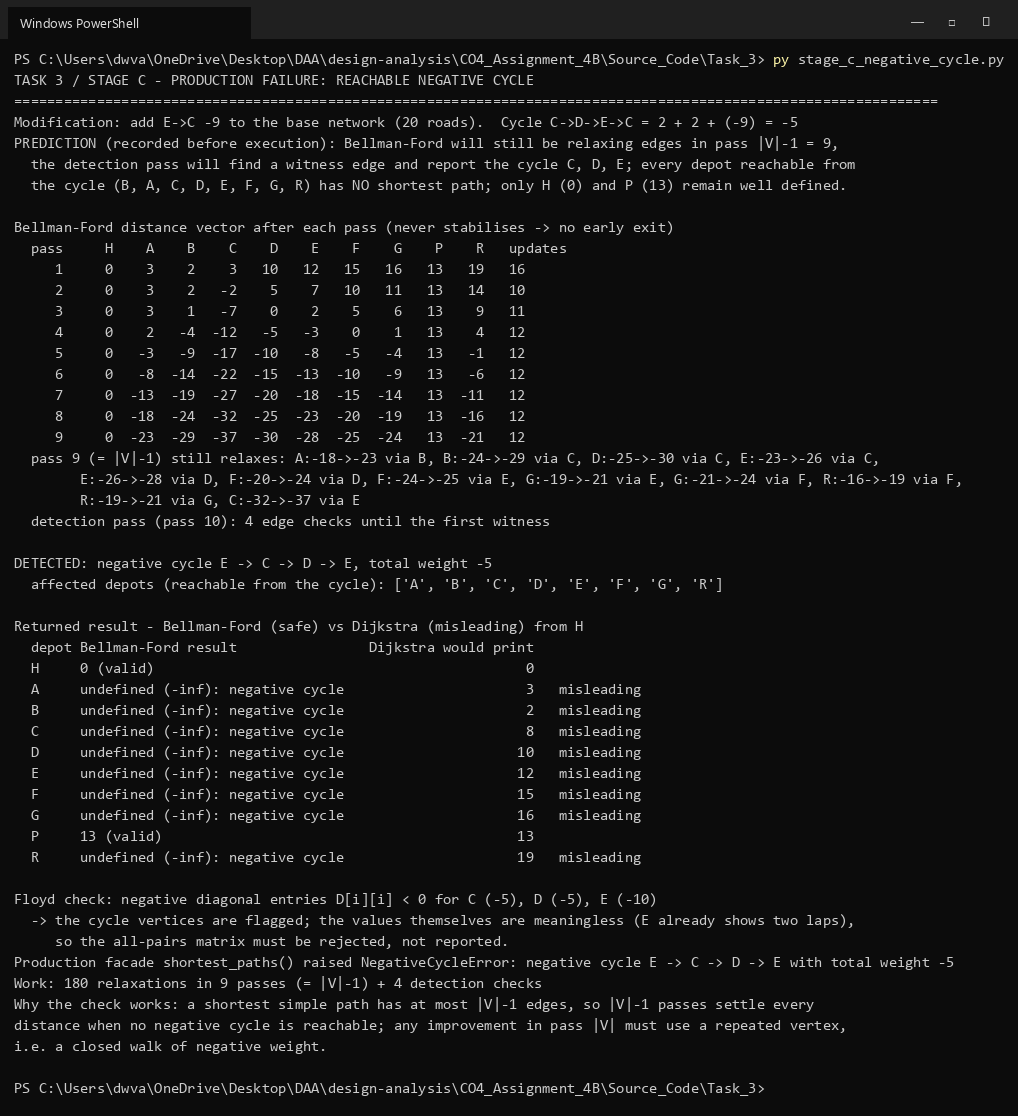 Windows PowerShell
PS C:\Users\dwva\OneDrive\Desktop\DAA\design-analysis\CO4_Assignment_4B\Source_Code\Task_3> py stage_c_negative_cycle.py
TASK 3 / STAGE C - PRODUCTION FAILURE: REACHABLE NEGATIVE CYCLE
================================================================================================================
Modification: add E->C -9 to the base network (20 roads).  Cycle C->D->E->C = 2 + 2 + (-9) = -5
PREDICTION (recorded before execution): Bellman-Ford will still be relaxing edges in pass |V|-1 = 9,
  the detection pass will find a witness edge and report the cycle C, D, E; every depot reachable from
  the cycle (B, A, C, D, E, F, G, R) has NO shortest path; only H (0) and P (13) remain well defined.

Bellman-Ford distance vector after each pass (never stabilises -> no early exit)
  pass     H    A    B    C    D    E    F    G    P    R   updates
     1     0    3    2    3   10   12   15   16   13   19   16
     2     0    3    2   -2    5    7   10   11   13   14   10
     3     0    3    1   -7    0    2    5    6   13    9   11
     4     0    2   -4  -12   -5   -3    0    1   13    4   12
     5     0   -3   -9  -17  -10   -8   -5   -4   13   -1   12
     6     0   -8  -14  -22  -15  -13  -10   -9   13   -6   12
     7     0  -13  -19  -27  -20  -18  -15  -14   13  -11   12
     8     0  -18  -24  -32  -25  -23  -20  -19   13  -16   12
     9     0  -23  -29  -37  -30  -28  -25  -24   13  -21   12
  pass 9 (= |V|-1) still relaxes: A:-18->-23 via B, B:-24->-29 via C, D:-25->-30 via C, E:-23->-26 via C,
        E:-26->-28 via D, F:-20->-24 via D, F:-24->-25 via E, G:-19->-21 via E, G:-21->-24 via F, R:-16->-19 via F,
        R:-19->-21 via G, C:-32->-37 via E
  detection pass (pass 10): 4 edge checks until the first witness

DETECTED: negative cycle E -> C -> D -> E, total weight -5
  affected depots (reachable from the cycle): ['A', 'B', 'C', 'D', 'E', 'F', 'G', 'R']

Returned result - Bellman-Ford (safe) vs Dijkstra (misleading) from H
  depot Bellman-Ford result                Dijkstra would print
  H     0 (valid)                                             0
  A     undefined (-inf): negative cycle                      3   misleading
  B     undefined (-inf): negative cycle                      2   misleading
  C     undefined (-inf): negative cycle                      8   misleading
  D     undefined (-inf): negative cycle                     10   misleading
  E     undefined (-inf): negative cycle                     12   misleading
  F     undefined (-inf): negative cycle                     15   misleading
  G     undefined (-inf): negative cycle                     16   misleading
  P     13 (valid)                                           13
  R     undefined (-inf): negative cycle                     19   misleading

Floyd check: negative diagonal entries D[i][i] < 0 for C (-5), D (-5), E (-10)
  -> the cycle vertices are flagged; the values themselves are meaningless (E already shows two laps),
     so the all-pairs matrix must be rejected, not reported.
Production facade shortest_paths() raised NegativeCycleError: negative cycle E -> C -> D -> E with total weight -5
Work: 180 relaxations in 9 passes (= |V|-1) + 4 detection checks
Why the check works: a shortest simple path has at most |V|-1 edges, so |V|-1 passes settle every
distance when no negative cycle is reachable; any improvement in pass |V| must use a repeated vertex,
i.e. a closed walk of negative weight.

PS C:\Users\dwva\OneDrive\Desktop\DAA\design-analysis\CO4_Assignment_4B\Source_Code\Task_3>